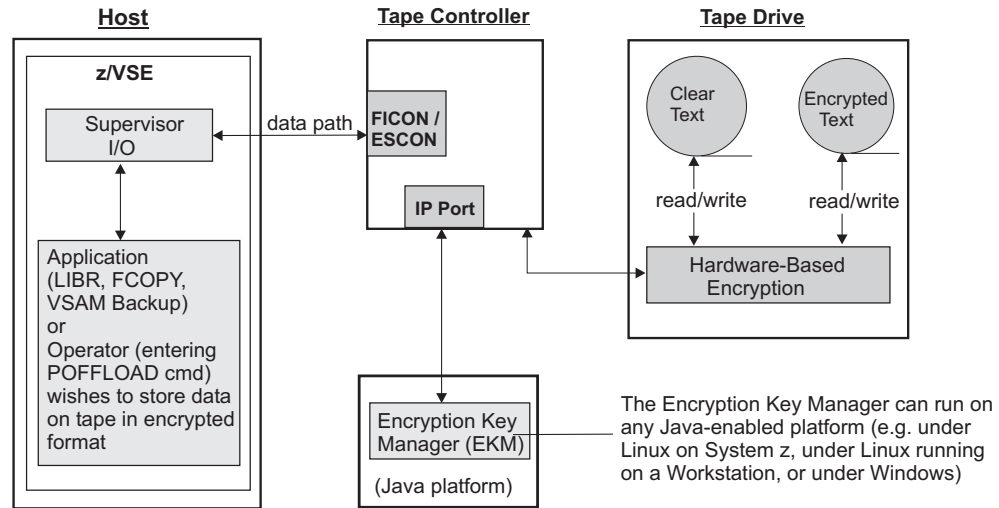 Host
Tape Controller
Tape Drive
z/VSE
Supervisor
I/O
data path
FICON /
ESCON
IP Port
Clear
Text
Encrypted
Text
read/write
read/write
Hardware-Based
Encryption
Application
(LIBR, FCOPY,
VSAM Backup)
or
Operator (entering
POFFLOAD cmd)
wishes to store data
on tape in encrypted
format
Encryption Key
Manager (EKM)
(Java platform)
The Encryption Key Manager can run on
any Java-enabled platform (e.g. under
Linux on System z, under Linux running
on a Workstation, or under Windows)